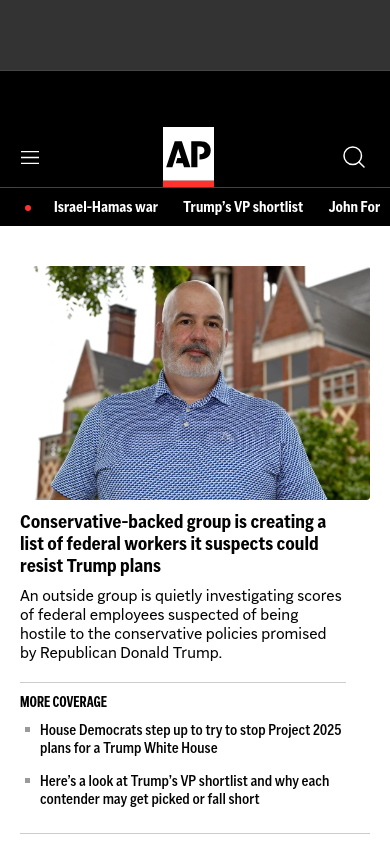 AP
Israel-Hamas war
Trump's VP shortlist
John For
Conservative-backed group is creating a
list of federal workers it suspects could
resist Trump plans
An outside group is quietly investigating scores
of federal employees suspected of being
hostile to the conservative policies promised
by Republican Donald Trump.
MORE COVERAGE
House Democrats step up to try to stop Project 2025
plans for a Trump White House
Here's a look at Trump's VP shortlist and why each
contender may get picked or fall short